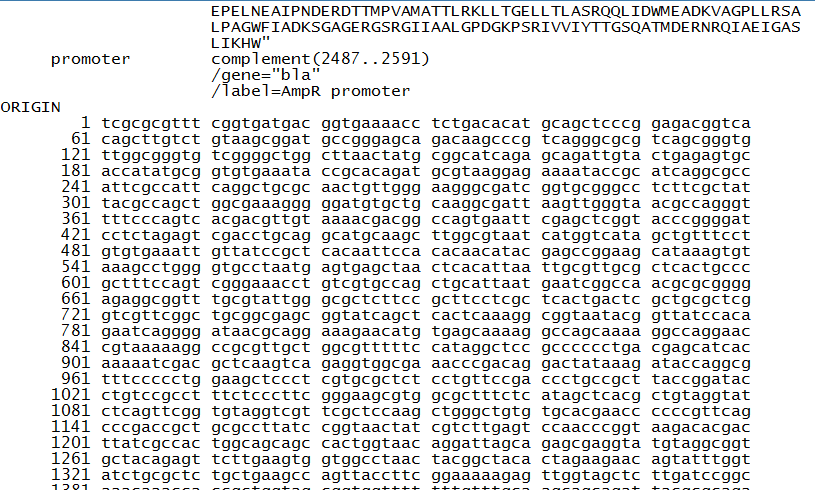 EPELNEAIPNDERDTTMPVAMATTLRKLLTGELLTLASRQQLIDWMEADKVAGPLLRSA
LPAGWFIADKSGAGERGSRGIIAALGPDGKPSRIVVIYTTGSQATMDERNRQIAEIGAS
LIKHW"
promoter complement(2487..2591)
/gene="bla"
/label=AmpR promoter
ORIGIN
1 tcgcgcgttt cggtgatgac ggtgaaaacc tctgacacat gcagctcccg gagacggtca
61 cagcttgtct gtaagcggat gccgggagca gacaagcccg tcagggcgcg tcagcgggtg
121 ttggcgggtg tcggggctgg cttaactatg cggcatcaga gcagattgta ctgagagtgc
181 accatatgcg gtgtgaaata ccgcacagat gcgtaaggag aaaataccgc atcaggcgcc
241 attcgccatt caggctgcgc aactgttggg aagggcgatc ggtgcgggcc tcttcgctat
301 tacgccagct ggcgaaaggg ggatgtgctg caaggcgatt aagttgggta acgccagggt
361 tttcccagtc acgacgttgt aaaacgacgg ccagtgaatt cgagctcggt acccggggat
421 cctctagagt cgacctgcag gcatgcaagc ttggcgtaat catggtcata gctgtttcct
481 gtgtgaaatt gttatccgct cacaattcca cacaacatac gagccggaag cataaagtgt
541 aaagcctggg gtgcctaatg agtgagctaa ctcacattaa ttgcgttgcg ctcactgccc
601 gctttccagt cgggaaacct gtcgtgccag ctgcattaat gaatcggcca acgcgcgggg
661 agaggcggtt tgcgtattgg gcgctcttcc gcttcctcgc tcactgactc gctgcgctcg
721 gtcgttcggc tgcggcgagc ggtatcagct cactcaaagg cggtaatacg gttatccaca
781 gaatcagggg ataacgcagg aaagaacatg tgagcaaaag gccagcaaaa ggccaggaac
841 cgtaaaaagg ccgcgttgct ggcgtttttc cataggctcc gcccccctga cgagcatcac
901 aaaaatcgac gctcaagtca gaggtggcga aacccgacag gactataaag ataccaggcg
961 tttccccctg gaagctccct cgtgcgctct cctgttccga ccctgccgct taccggatac
1021 ctgtccgcct ttctcccttc gggaagcgtg gcgctttctc atagctcacg ctgtaggtat
1081 ctcagttcgg tgtaggtcgt tcgctccaag ctgggctgtg tgcacgaacc ccccgttcag
1141 cccgaccgct gcgccttatc cggtaactat cgtcttgagt ccaacccggt aagacacgac
1201 ttatcgccac tggcagcagc cactggtaac aggattagca gagcgaggta tgtaggcggt
1261 gctacagagt tcttgaagtg gtggcctaac tacggctaca ctagaagaac agtatttggt
1321 atctgcgctc tgctgaagcc agttaccttc ggaaaaagag ttggtagctc ttgatccggc